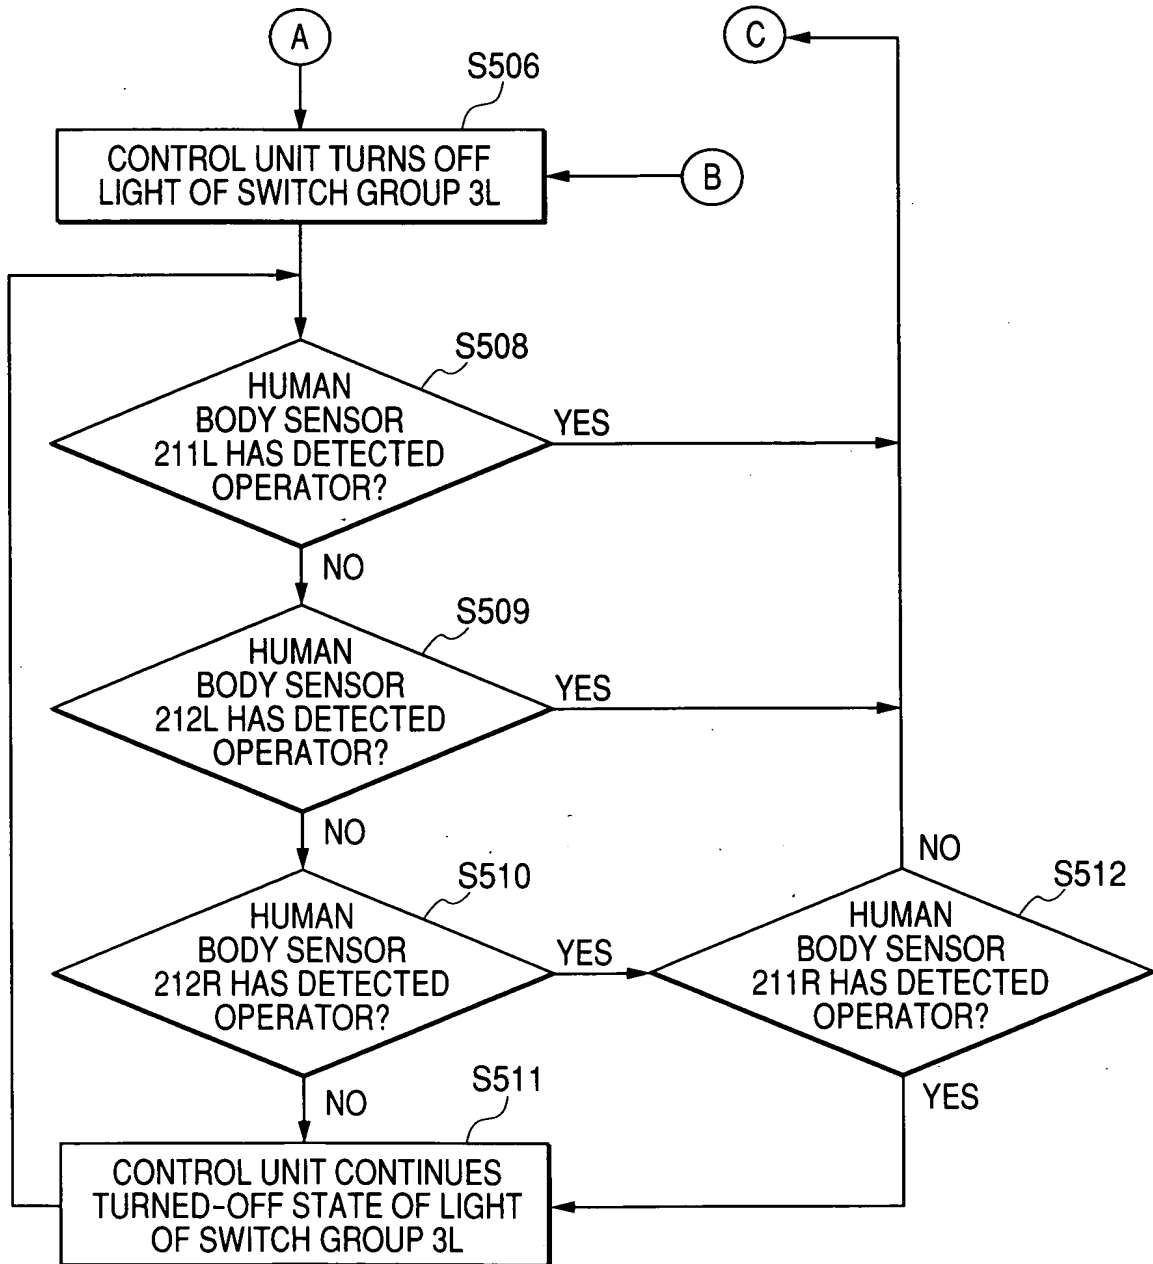 A
C
S506
CONTROL UNIT TURNS OFF
LIGHT OF SWITCH GROUP 3L
B
S508
HUMAN
BODY SENSOR
211L HAS DETECTED
OPERATOR?
YES
NO
S509
HUMAN
BODY SENSOR
212L HAS DETECTED
OPERATOR?
YES
NO
S510
HUMAN
BODY SENSOR
212R HAS DETECTED
OPERATOR?
YES
NO
S512
HUMAN
BODY SENSOR
211R HAS DETECTED
OPERATOR?
NO
YES
S511
CONTROL UNIT CONTINUES
TURNED-OFF STATE OF LIGHT
OF SWITCH GROUP 3L